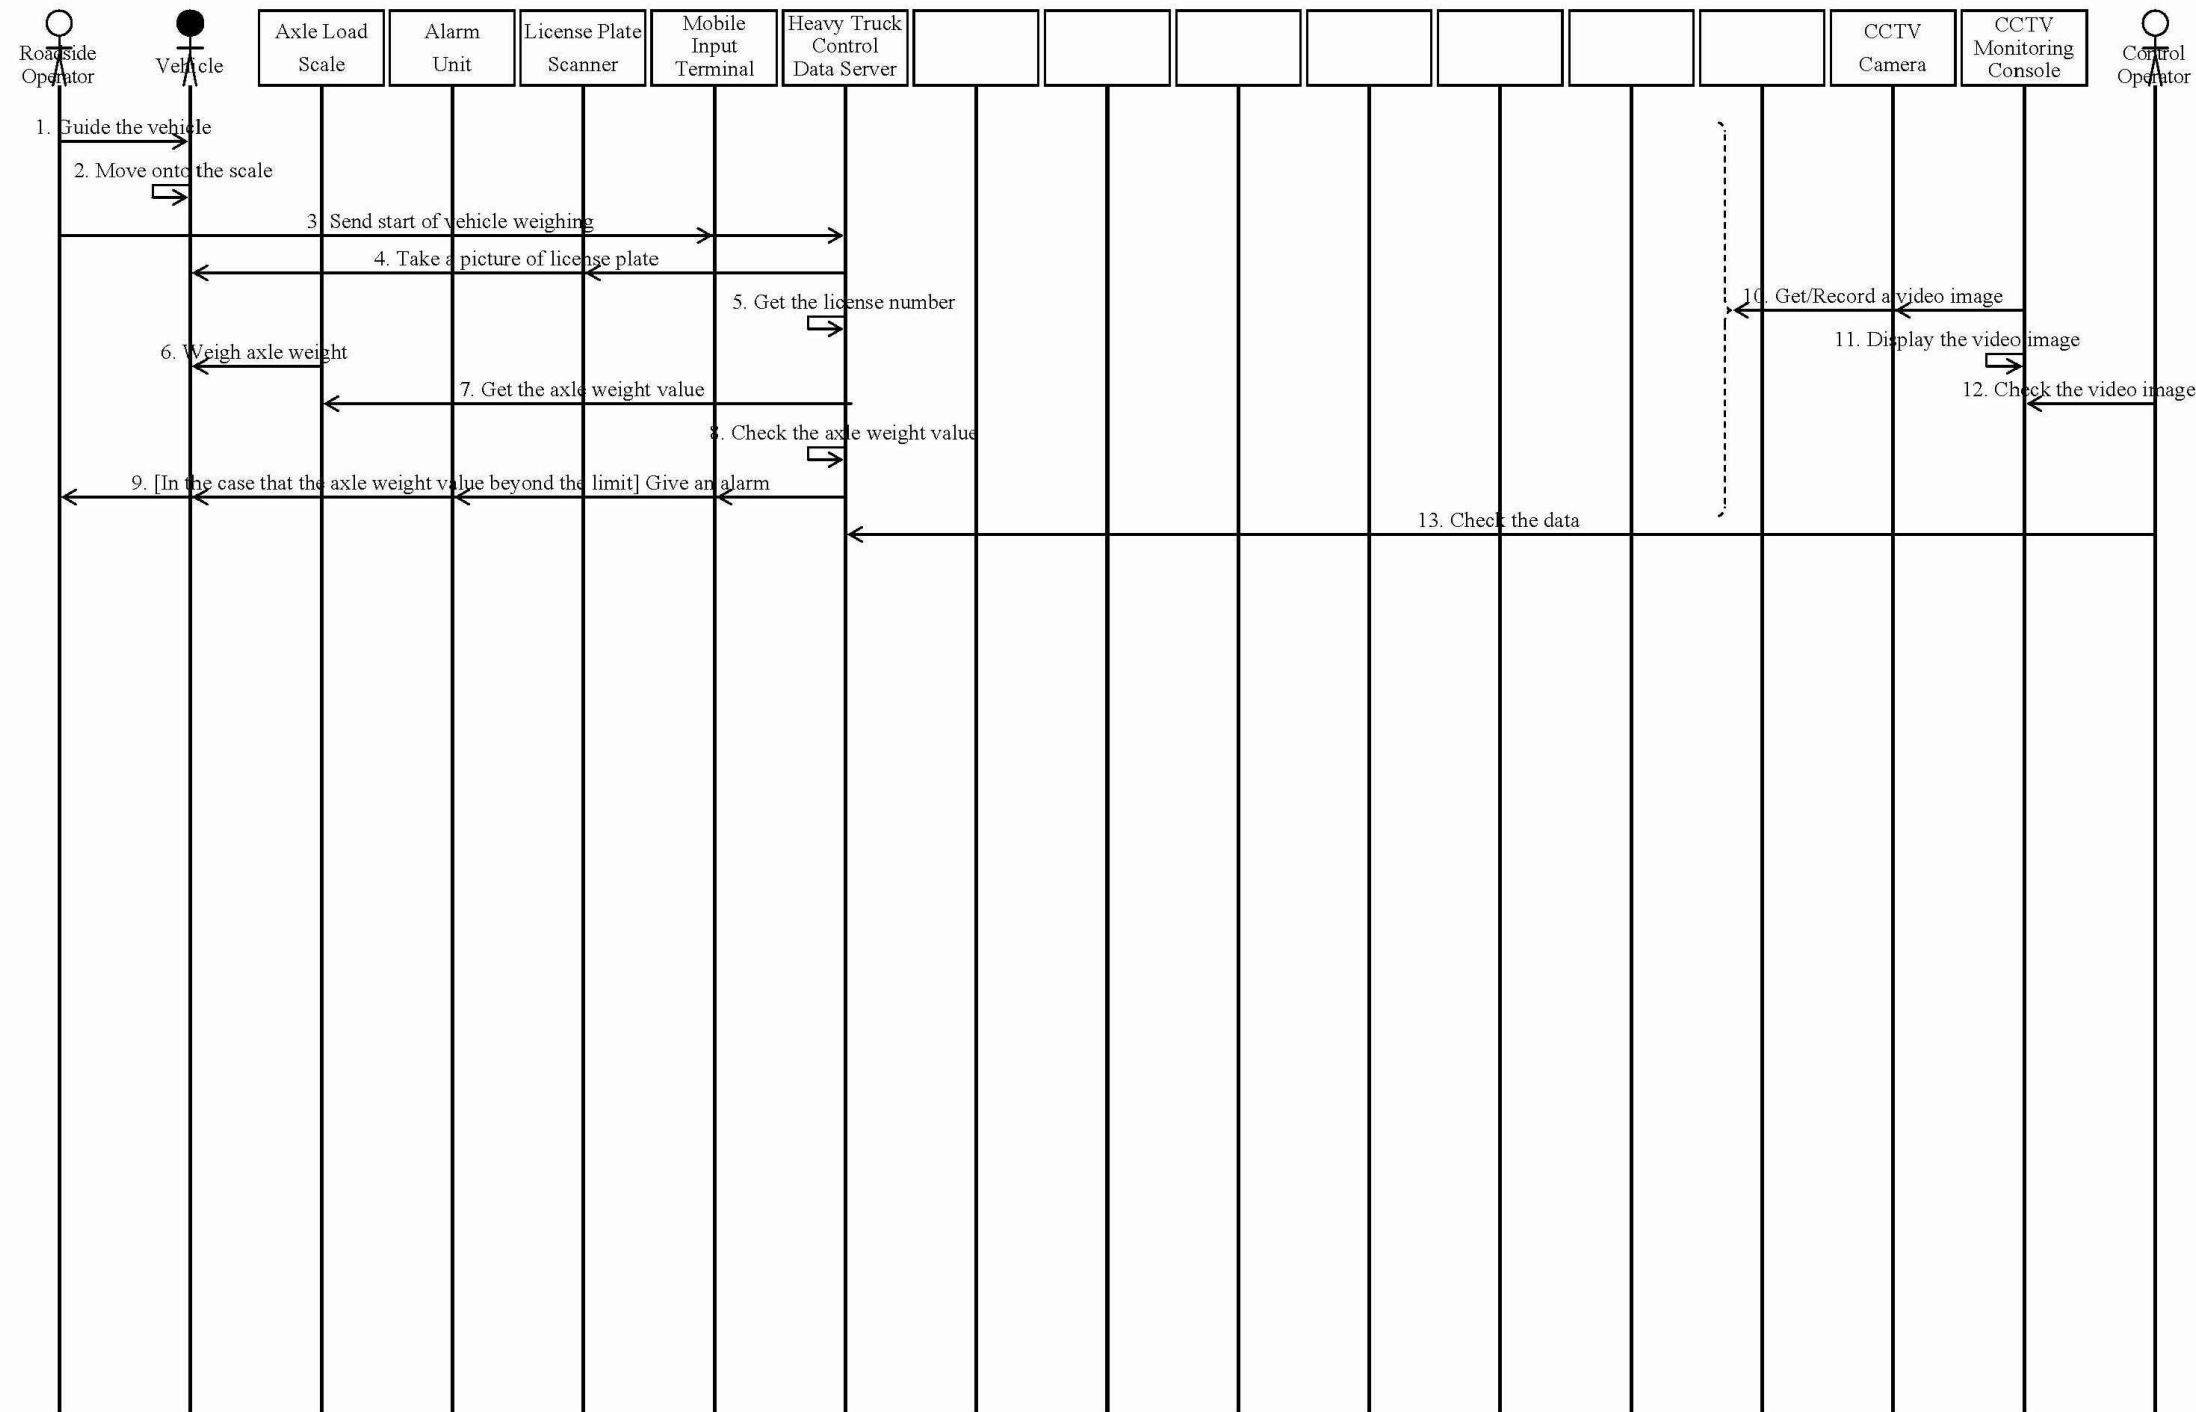 Roadside
Operator
Vehicle
Axle Load
Scale
Alarm
Unit
License Plate
Scanner
Mobile
Input
Terminal
Heavy Truck
Control
Data Server
CCTV
Camera
CCTV
Monitoring
Console
Control
Operator
1. Guide the vehicle
2. Move onto the scale
3. Send start of vehicle weighing
4. Take a picture of license plate
5. Get the license number
6. Weigh axle weight
7. Get the axle weight value
8. Check the axle weight value
9. [In the case that the axle weight value beyond the limit] Give an alarm
10. Get/Record a video image
11. Display the video image
12. Check the video image
13. Check the data